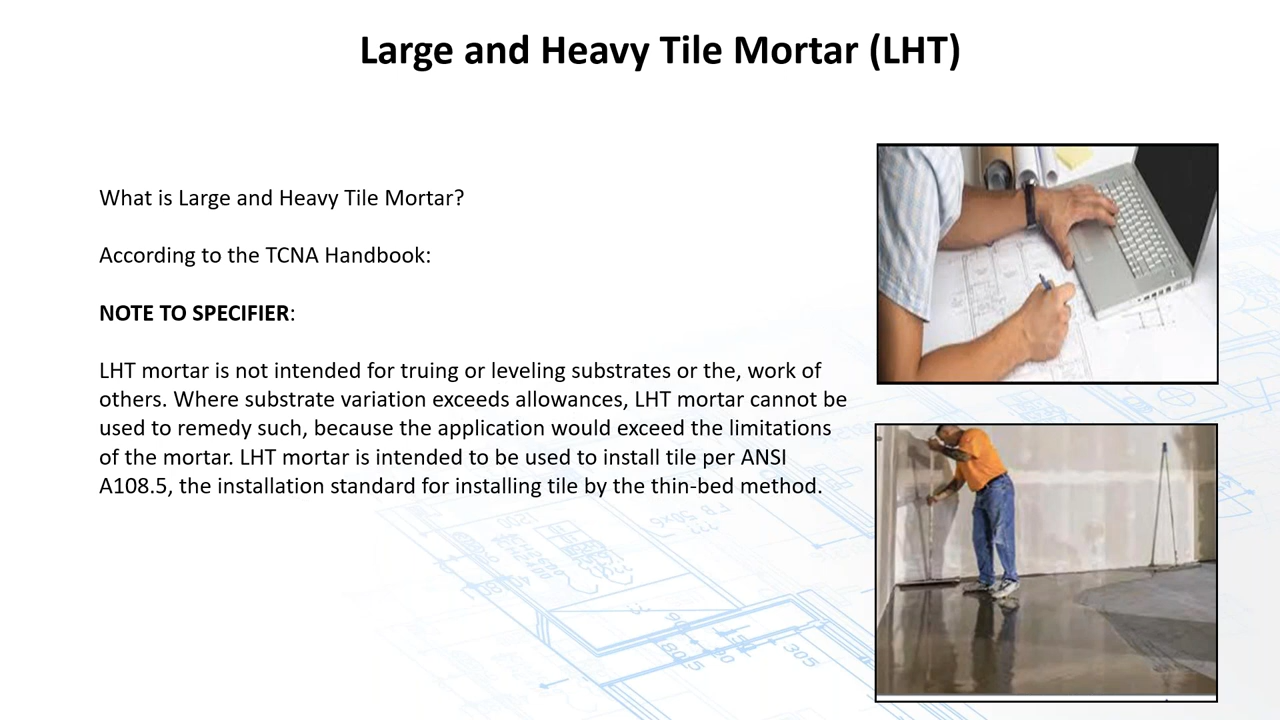 Large and Heavy Tile Mortar (LHT)
What is Large and Heavy Tile Mortar?
According to the TCNA Handbook:
NOTE TO SPECIFIER:
LHT mortar is not intended for truing or leveling substrates or the, work of
others. Where substrate variation exceeds allowances, LHT mortar cannot be
used to remedy such, because the application would exceed the limitations
of the mortar. LHT mortar is intended to be used to install tile per ANSI
A108.5, the installation standard for installing tile by the thin-bed method.
305